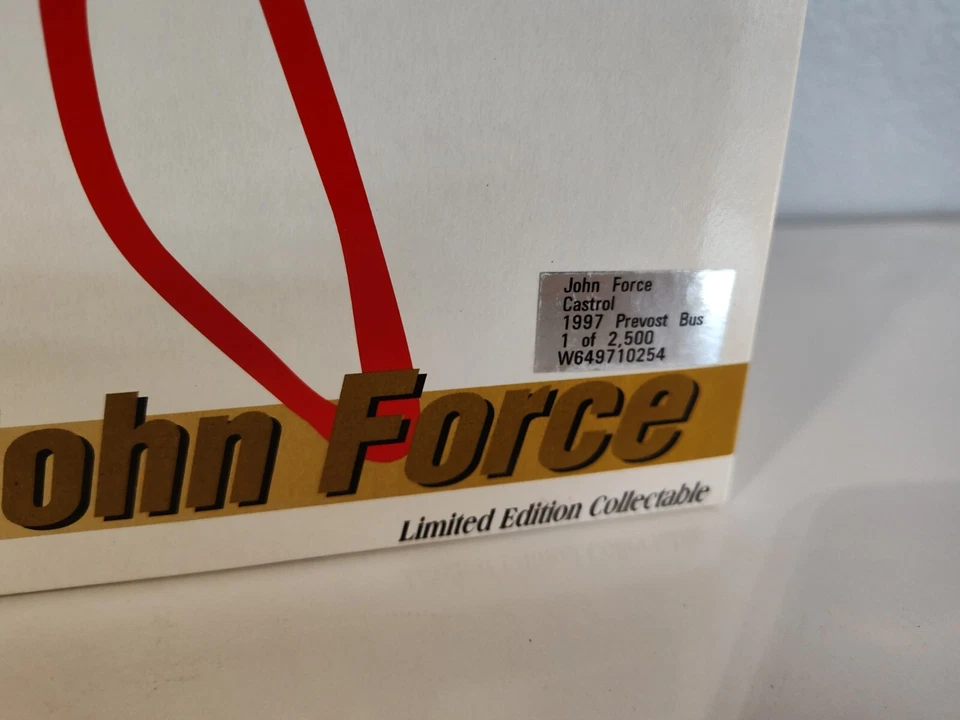 John Force
Castrol
1997 Prevost Bus
1 of 2,500
W649710254
ohn Force
Limited Edition Collectable